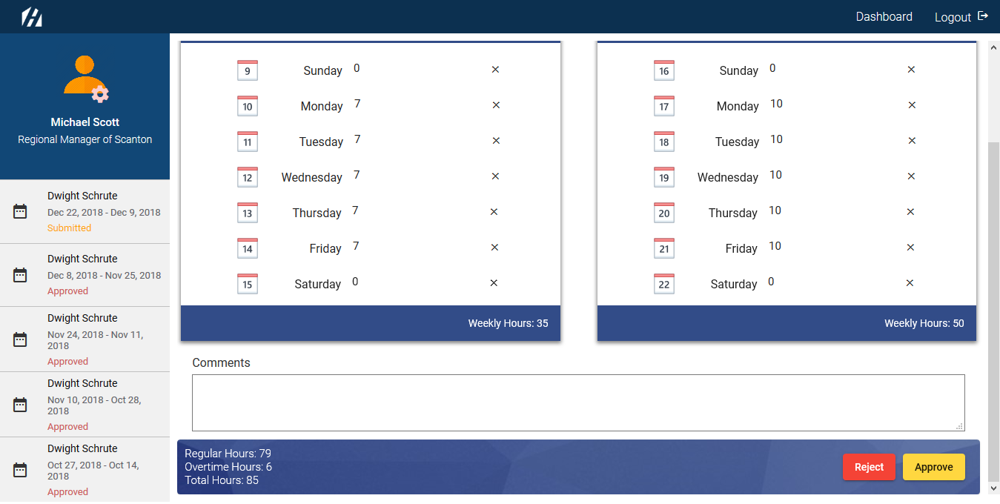 Dashboard
Logout
Michael Scott
Regional Manager of Scanton
Dwight Schrute
Dec 22, 2018 - Dec 9, 2018
Submitted
Dwight Schrute
Dec 8, 2018 - Nov 25, 2018
Approved
Dwight Schrute
Nov 24, 2018 - Nov 11,
2018
Approved
Dwight Schrute
Nov 10, 2018 - Oct 28,
2018
Approved
Dwight Schrute
Oct 27, 2018 - Oct 14,
2018
Approved
9 Sunday 0
10 Monday 7
11 Tuesday 7
12 Wednesday 7
13 Thursday 7
14 Friday 7
15 Saturday 0
Weekly Hours: 35
16 Sunday 0
17 Monday 10
18 Tuesday 10
19 Wednesday 10
20 Thursday 10
21 Friday 10
22 Saturday 0
Weekly Hours: 50
Comments
Regular Hours: 79
Overtime Hours: 6
Total Hours: 85
Reject
Approve